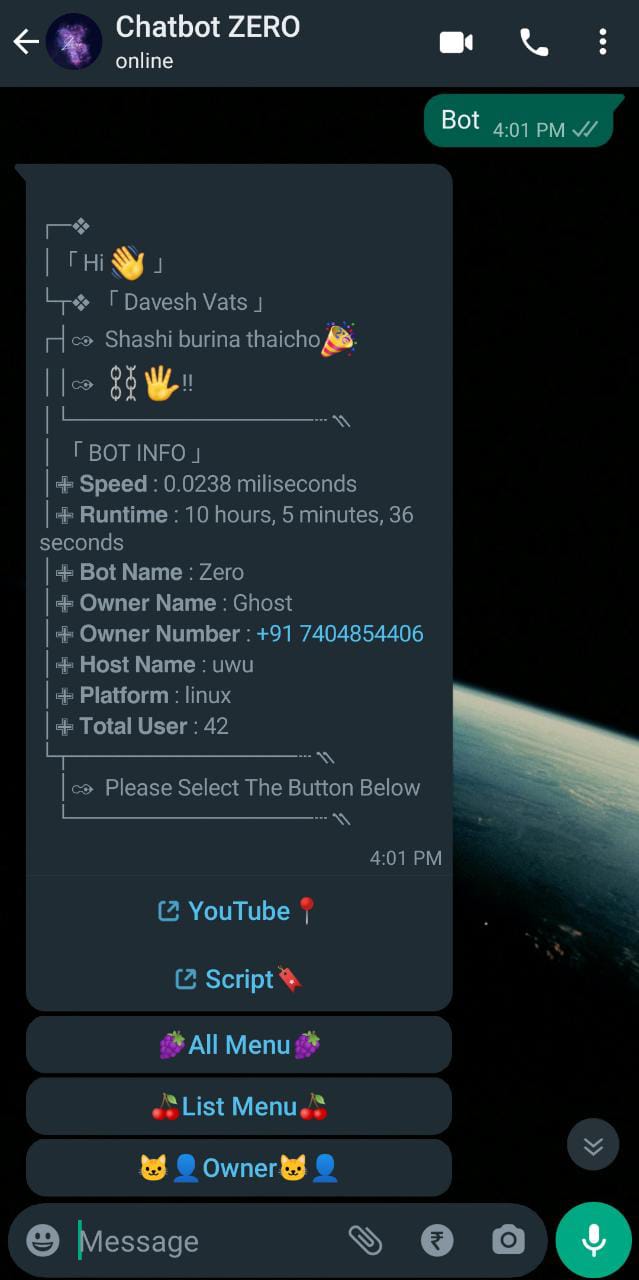 Chatbot ZERO
online
Bot 4:01 PM
「 Hi👋 」
「 Davesh Vats 」
Shashi burina thaicho🎉
⛓️🖐️!!
「 BOT INFO 」
Speed : 0.0238 miliseconds
Runtime : 10 hours, 5 minutes, 36
seconds
Bot Name : Zero
Owner Name : Ghost
Owner Number : +91 7404854406
Host Name : uwu
Platform : linux
Total User : 42
Please Select The Button Below
4:01 PM
YouTube📍
Script🔖
🍇All Menu🍇
🍒List Menu🍒
🐱👤Owner🐱👤
Message